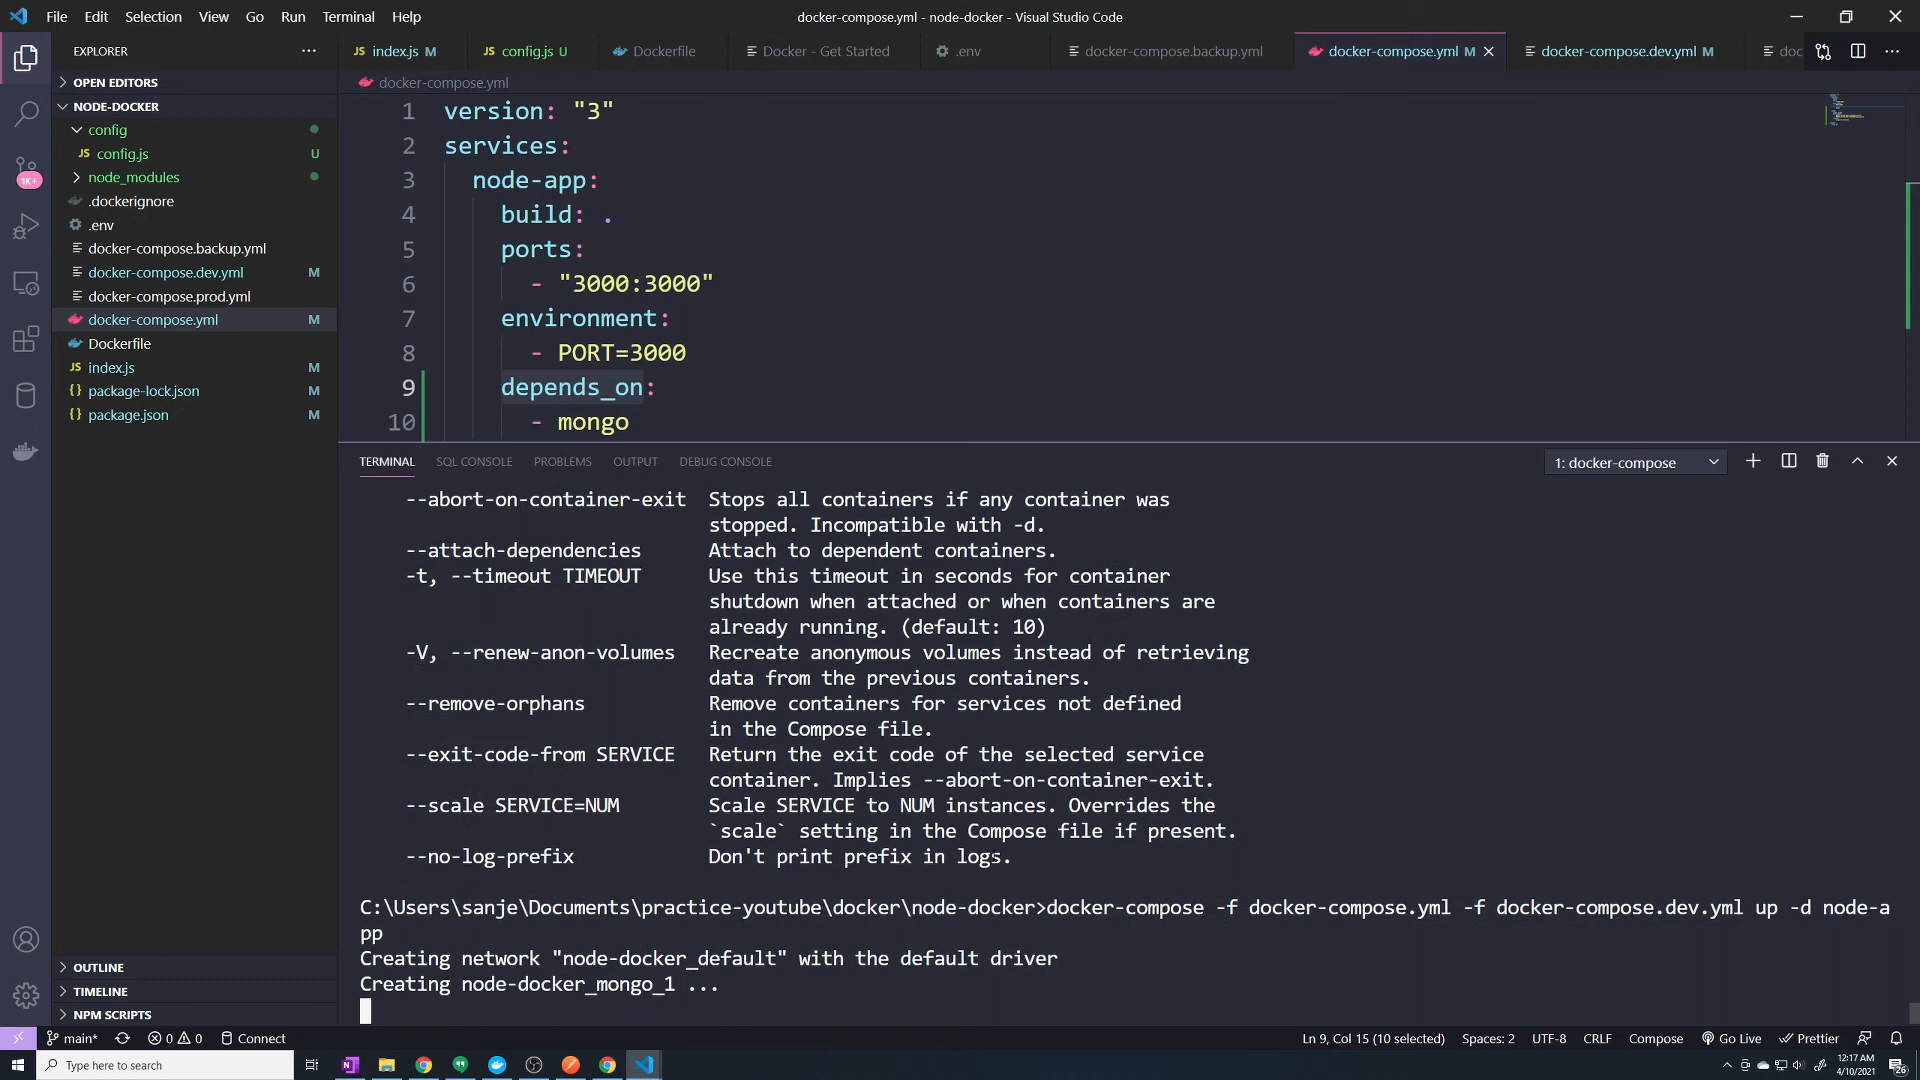 File Edit Selection View Go Run Terminal Help
docker-compose.yml - node-docker - Visual Studio Code
EXPLORER
OPEN EDITORS
NODE-DOCKER
config
JS config.js U
node_modules
.dockerignore
.env
docker-compose.backup.yml
docker-compose.dev.yml M
docker-compose.prod.yml
docker-compose.yml M
Dockerfile
JS index.js M
{} package-lock.json M
{} package.json M
OUTLINE
TIMELINE
NPM SCRIPTS
1K+
JS index.js M JS config.js U Dockerfile Docker - Get Started .env docker-compose.backup.yml docker-compose.yml M docker-compose.dev.yml M doc
docker-compose.yml
1 version: "3"
2 services:
3 node-app:
4 build: .
5 ports:
6 - "3000:3000"
7 environment:
8 - PORT=3000
9 depends_on:
10 - mongo
TERMINAL SQL CONSOLE PROBLEMS OUTPUT DEBUG CONSOLE 1: docker-compose
--abort-on-container-exit Stops all containers if any container was
stopped. Incompatible with -d.
--attach-dependencies Attach to dependent containers.
-t, --timeout TIMEOUT Use this timeout in seconds for container
shutdown when attached or when containers are
already running. (default: 10)
-V, --renew-anon-volumes Recreate anonymous volumes instead of retrieving
data from the previous containers.
--remove-orphans Remove containers for services not defined
in the Compose file.
--exit-code-from SERVICE Return the exit code of the selected service
container. Implies --abort-on-container-exit.
--scale SERVICE=NUM Scale SERVICE to NUM instances. Overrides the
`scale` setting in the Compose file if present.
--no-log-prefix Don't print prefix in logs.
C:\Users\sanje\Documents\practice-youtube\docker\node-docker>docker-compose -f docker-compose.yml -f docker-compose.dev.yml up -d node-a
pp
Creating network "node-docker_default" with the default driver
Creating node-docker_mongo_1 ...
main* 0 0 Connect Ln 9, Col 15 (10 selected) Spaces: 2 UTF-8 CRLF Compose Go Live Prettier
Type here to search
12:17 AM
4/10/2021
26